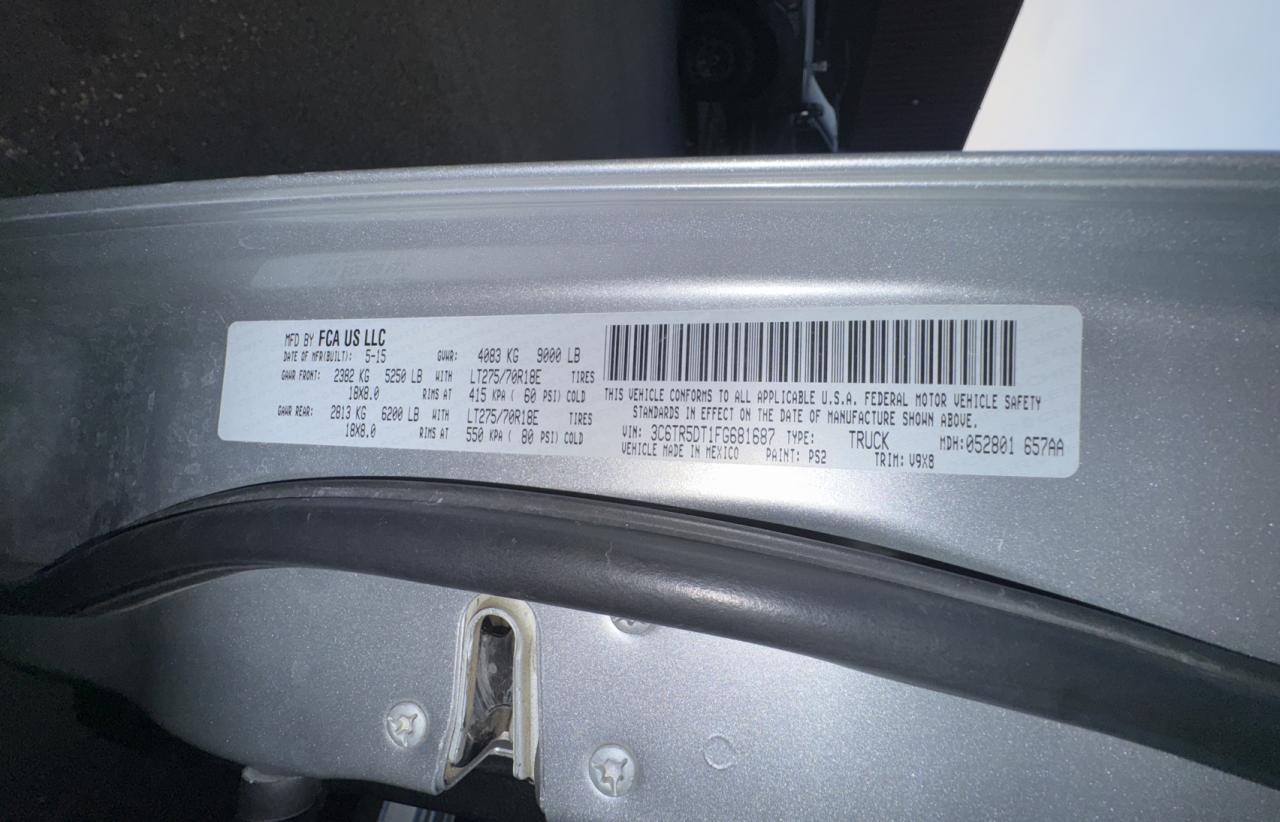 MFD BY FCA US LLC
DATE OF MFR(BUILT): 5-15 GVWR: 4083 KG 9000 LB
GAWR FRONT: 2382 KG 5250 LB WITH LT275/70R18E TIRES
18X8.0 RIMS AT 415 KPA ( 60 PSI) COLD
GAWR REAR: 2813 KG 6200 LB WITH LT275/70R18E TIRES
18X8.0 RIMS AT 550 KPA ( 80 PSI) COLD
THIS VEHICLE CONFORMS TO ALL APPLICABLE U.S.A. FEDERAL MOTOR VEHICLE SAFETY
STANDARDS IN EFFECT ON THE DATE OF MANUFACTURE SHOWN ABOVE.
VIN: 3C6TR5DT1FG681687 TYPE: TRUCK MDH:052801 657AA
VEHICLE MADE IN MEXICO PAINT: PS2 TRIM: V9X8